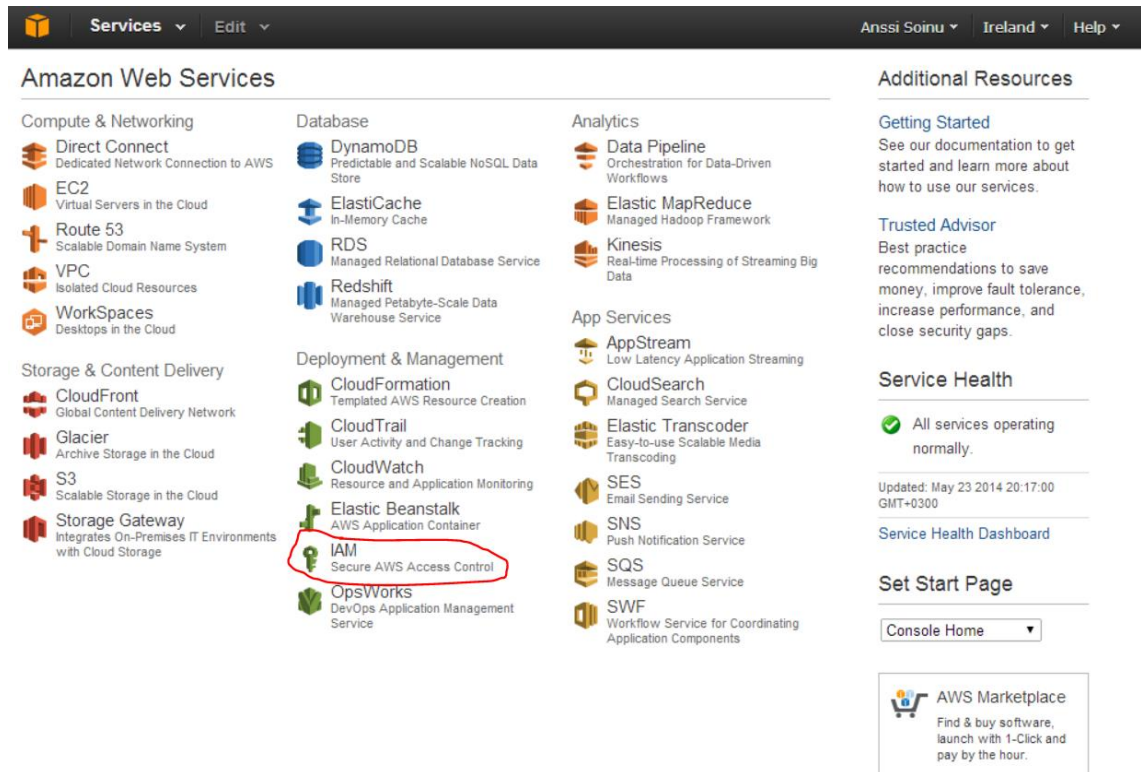 Services Edit Anssi Soinu Ireland Help
Amazon Web Services
Compute & Networking
Direct Connect
Dedicated Network Connection to AWS
EC2
Virtual Servers in the Cloud
Route 53
Scalable Domain Name System
VPC
Isolated Cloud Resources
WorkSpaces
Desktops in the Cloud
Storage & Content Delivery
CloudFront
Global Content Delivery Network
Glacier
Archive Storage in the Cloud
S3
Scalable Storage in the Cloud
Storage Gateway
Integrates On-Premises IT Environments
with Cloud Storage
Database
DynamoDB
Predictable and Scalable NoSQL Data
Store
ElastiCache
In-Memory Cache
RDS
Managed Relational Database Service
Redshift
Managed Petabyte-Scale Data
Warehouse Service
Deployment & Management
CloudFormation
Templated AWS Resource Creation
CloudTrail
User Activity and Change Tracking
CloudWatch
Resource and Application Monitoring
Elastic Beanstalk
AWS Application Container
IAM
Secure AWS Access Control
OpsWorks
DevOps Application Management
Service
Analytics
Data Pipeline
Orchestration for Data-Driven
Workflows
Elastic MapReduce
Managed Hadoop Framework
Kinesis
Real-time Processing of Streaming Big
Data
App Services
AppStream
Low Latency Application Streaming
CloudSearch
Managed Search Service
Elastic Transcoder
Easy-to-use Scalable Media
Transcoding
SES
Email Sending Service
SNS
Push Notification Service
SQS
Message Queue Service
SWF
Workflow Service for Coordinating
Application Components
Additional Resources
Getting Started
See our documentation to get
started and learn more about
how to use our services.
Trusted Advisor
Best practice
recommendations to save
money, improve fault tolerance,
increase performance, and
close security gaps.
Service Health
All services operating
normally.
Updated: May 23 2014 20:17:00
GMT+0300
Service Health Dashboard
Set Start Page
Console Home
AWS Marketplace
Find & buy software,
launch with 1-Click and
pay by the hour.